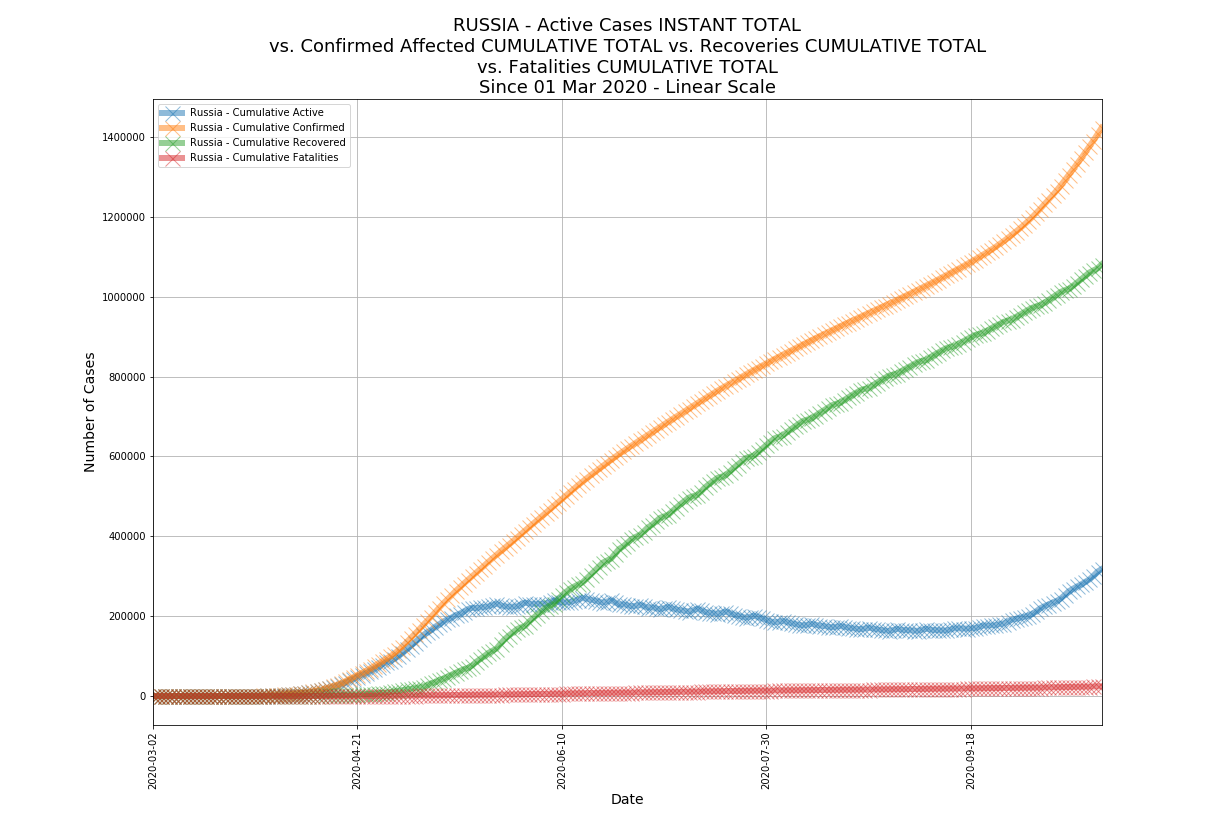 RUSSIA - Active Cases INSTANT TOTAL
vs. Confirmed Affected CUMULATIVE TOTAL vs. Recoveries CUMULATIVE TOTAL
vs. Fatalities CUMULATIVE TOTAL
Since 01 Mar 2020 - Linear Scale
Russia - Cumulative Active
Russia - Cumulative Confirmed
Russia - Cumulative Recovered
Russia - Cumulative Fatalities
Number of Cases
1400000
1200000
1000000
800000
600000
400000
200000
0
2020-03-02
2020-04-21
2020-06-10
2020-07-30
2020-09-18
Date